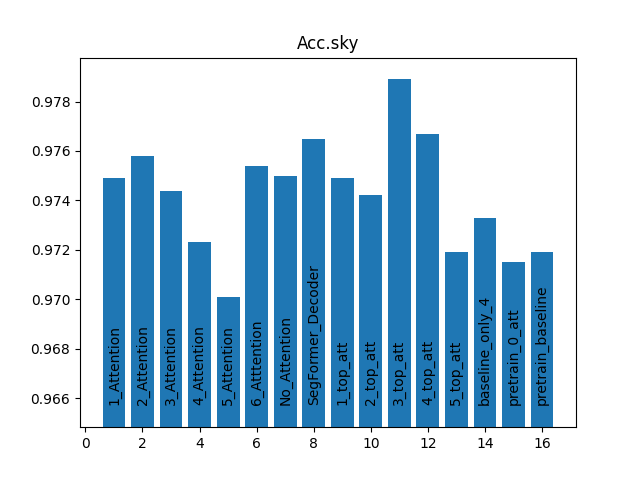 Acc.sky
0.978
0.976
0.974
0.972
0.970
0.968
0.966
1_Attention
2_Attention
3_Attention
4_Attention
5_Attention
6_Atttention
No_Attention
SegFormer_Decoder
1_top_att
2_top_att
3_top_att
4_top_att
5_top_att
baseline_only_4
pretrain_0_att
pretrain_baseline
0 2 4 6 8 10 12 14 16